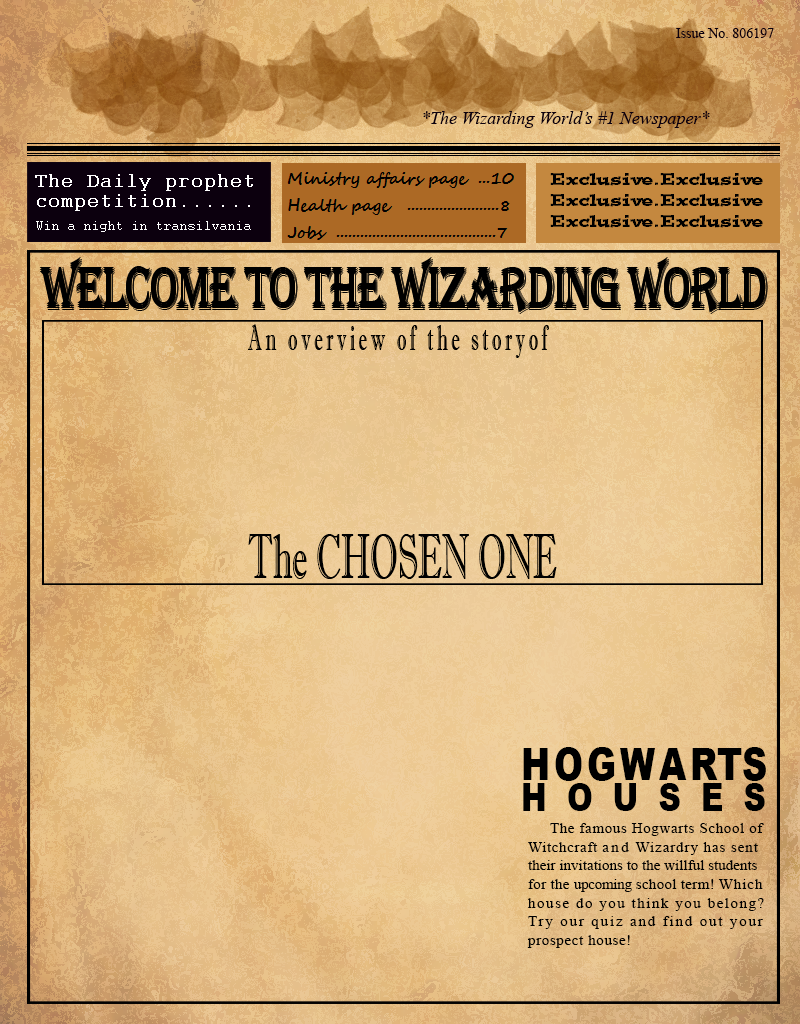 Issue No. 806197
*The Wizarding World's #1 Newspaper*
The Daily prophet
competition......
Win a night in transilvania
Ministry affairs page ...10
Health page .......................8
Jobs ........................................7
Exclusive.Exclusive
Exclusive.Exclusive
Exclusive.Exclusive
WELCOME TO THE WIZARDING WORLD
An overview of the storyof
The CHOSEN ONE
HOGWARTS
HOUSES
The famous Hogwarts School of
Witchcraft and Wizardry has sent
their invitations to the willful students
for the upcoming school term! Which
house do you think you belong?
Try our quiz and find out your
prospect house!